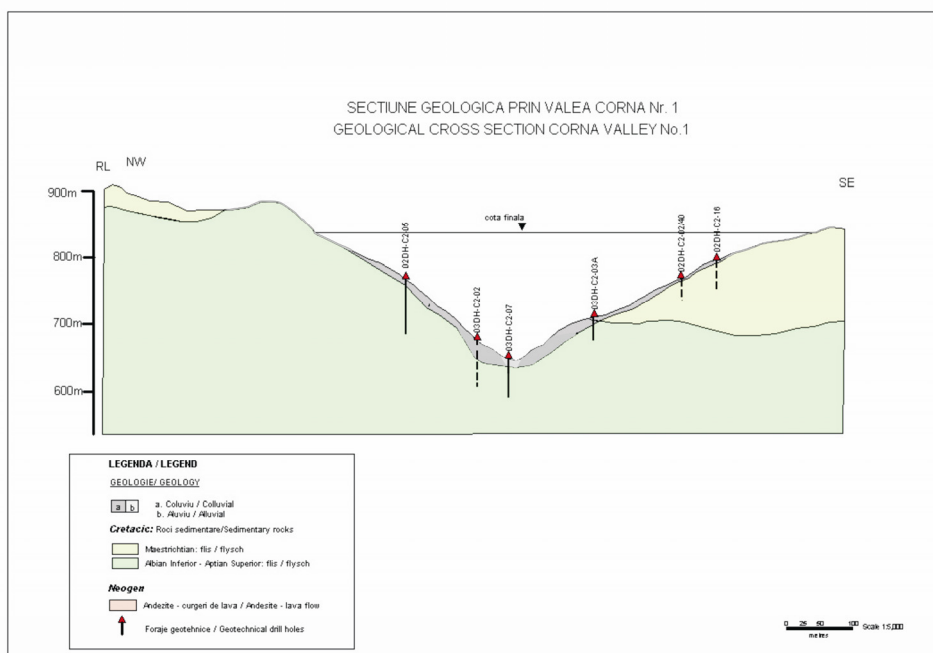 SECTIUNE GEOLOGICA PRIN VALEA CORNA Nr. 1
GEOLOGICAL CROSS SECTION CORNA VALLEY No.1
RL NW
SE
900m
800m
700m
600m
cota finala
02DH-C2-05
03DH-C2-02
03DH-C2-07
03DH-C2-03A
02DH-C2-02/40
02DH-C2-16
LEGENDA / LEGEND
GEOLOGIE/ GEOLOGY
a b
a. Coluviu / Colluvial
b. Aluviu / Alluvial
Cretacic: Roci sedimentare/Sedimentary rocks
Maestrichtian: flis / flysch
Albian Inferior - Aptian Superior: flis / flysch
Neogen
Andezite - curgeri de lava / Andesite - lava flow
Foraje geotehnice / Geotechnical drill holes
0 25 50 100 Scale 1:5,000
metres